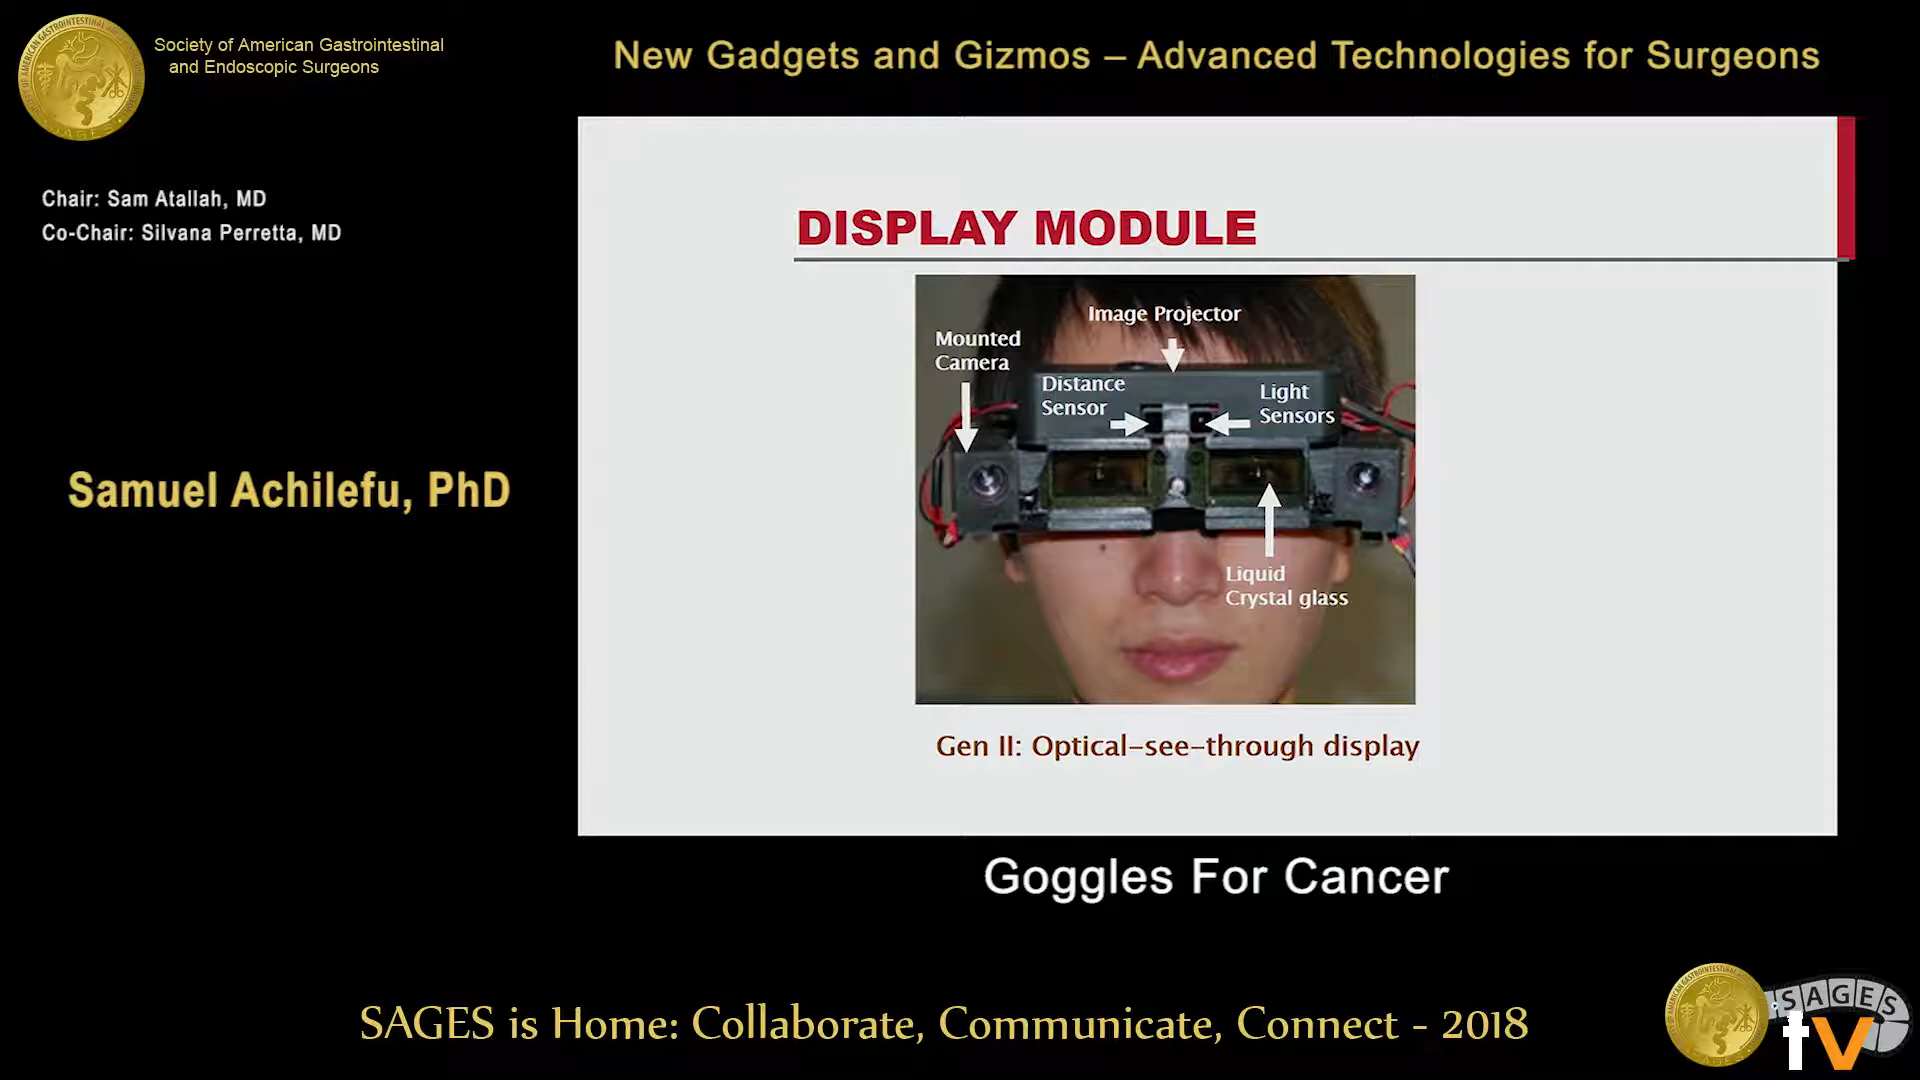 Society of American Gastrointestinal
and Endoscopic Surgeons
New Gadgets and Gizmos – Advanced Technologies for Surgeons
Chair: Sam Atallah, MD
Co-Chair: Silvana Perretta, MD
Samuel Achilefu, PhD
DISPLAY MODULE
Image Projector
Mounted
Camera
Distance
Sensor
Light
Sensors
Liquid
Crystal glass
Gen II: Optical-see-through display
Goggles For Cancer
SAGES is Home: Collaborate, Communicate, Connect - 2018
SAGES
tv